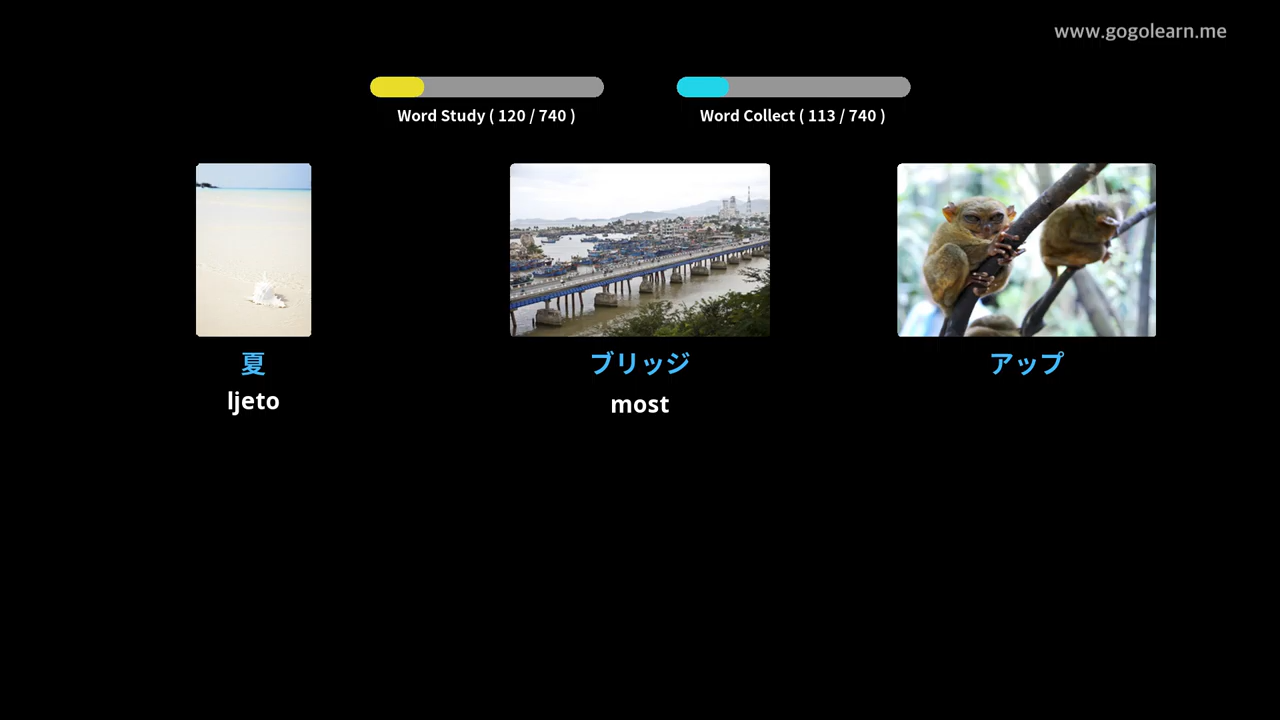 www.gogolearn.me
Word Study ( 120 / 740 )
Word Collect ( 113 / 740 )
夏
ブリッジ
アップ
ljeto
most